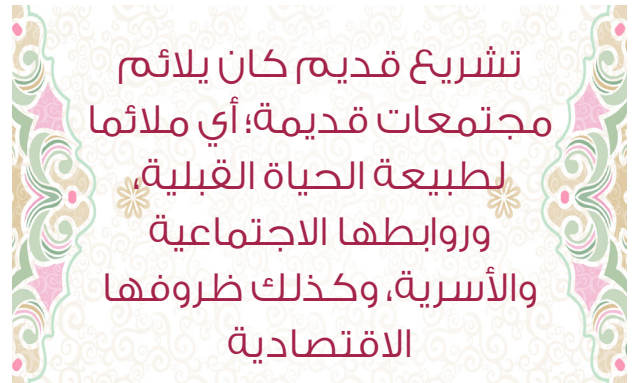 تشريع قديم كان يلائم
مجتمعات قديمة؛ أي ملائما
لطبيعة الحياة القبلية،
وروابطها الاجتماعية
والأسرية، وكذلك ظروفها
الاقتصادية